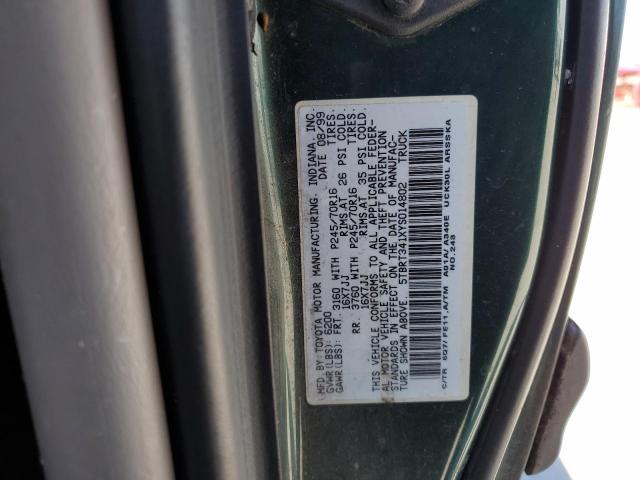 MFD.BY:TOYOTA MOTOR MANUFACTURING, INDIANA, INC.
GVWR(LBS): 6200 DATE 08/99
GAWR(LBS): FRT. 3160 WITH P245/70R16 TIRES.
16X7JJ RIMS AT 26 PSI COLD.
RR. 3760 WITH P245/70R16 TIRES.
16X7JJ RIMS AT 35 PSI COLD.
THIS VEHICLE CONFORMS TO ALL APPLICABLE FEDER-
AL MOTOR VEHICLE SAFETY AND THEFT PREVENTION
STANDARDS IN EFFECT ON THE DATE OF MANUFAC-
TURE SHOWN ABOVE. 5TBRT341XYS014802 TRUCK
C/TR 6Q7/FE11,A/TM A01A/A340E UCK30L ARSSKA
NO.243